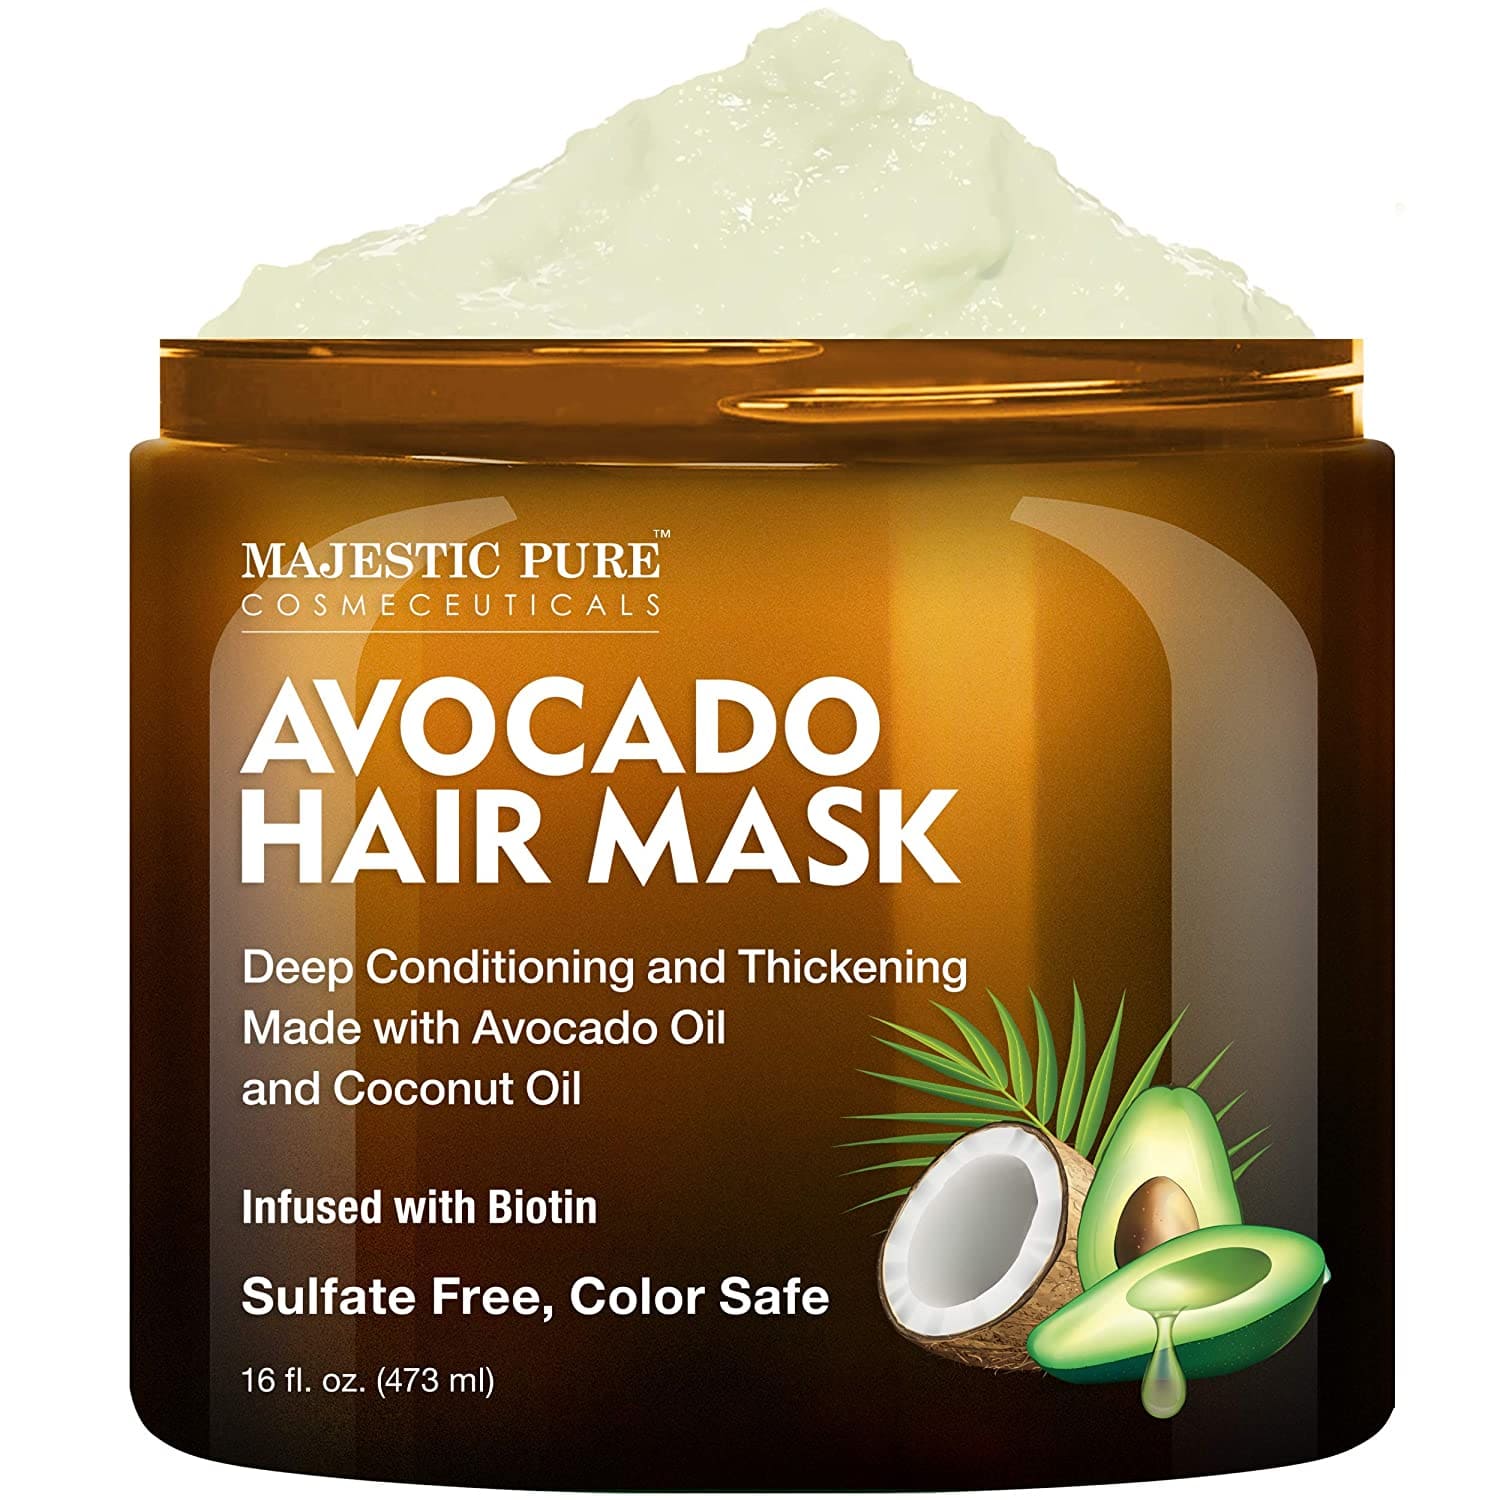 MAJESTIC PURE™
COSMECEUTICALS
AVOCADO
HAIR MASK
Deep Conditioning and Thickening
Made with Avocado Oil
and Coconut Oil
Infused with Biotin
Sulfate Free, Color Safe
16 fl. oz. (473 ml)